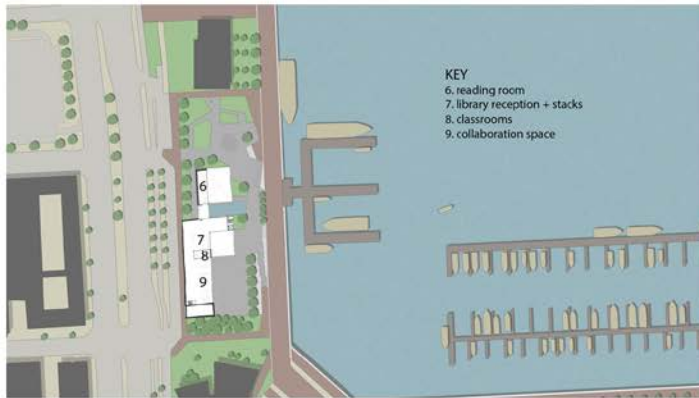 KEY
6. reading room
7. library reception + stacks
8. classrooms
9. collaboration space
6
7
8
9